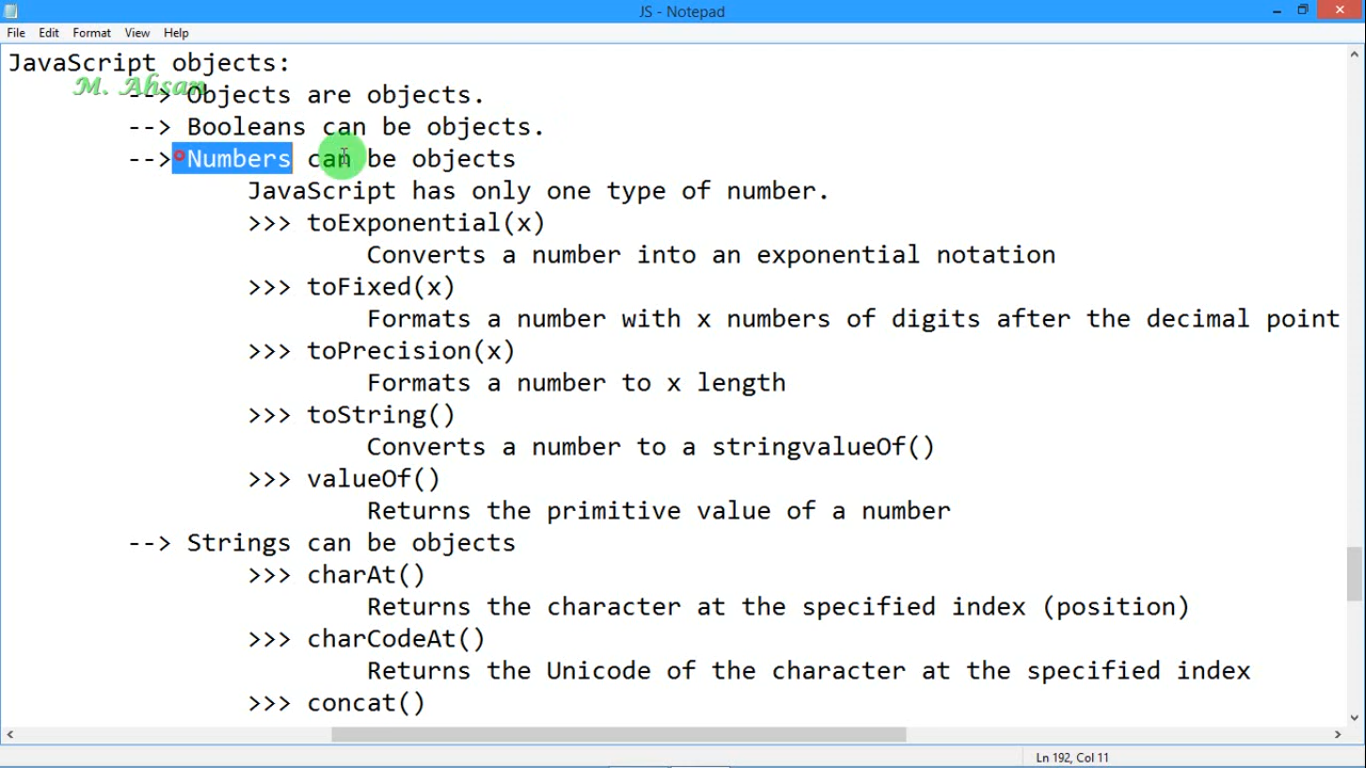 JS - Notepad
File Edit Format View Help
JavaScript objects:
M. Ahsan
--> Objects are objects.
--> Booleans can be objects.
--> Numbers can be objects
JavaScript has only one type of number.
>>> toExponential(x)
Converts a number into an exponential notation
>>> toFixed(x)
Formats a number with x numbers of digits after the decimal point
>>> toPrecision(x)
Formats a number to x length
>>> toString()
Converts a number to a stringvalueOf()
>>> valueOf()
Returns the primitive value of a number
--> Strings can be objects
>>> charAt()
Returns the character at the specified index (position)
>>> charCodeAt()
Returns the Unicode of the character at the specified index
>>> concat()
Ln 192, Col 11